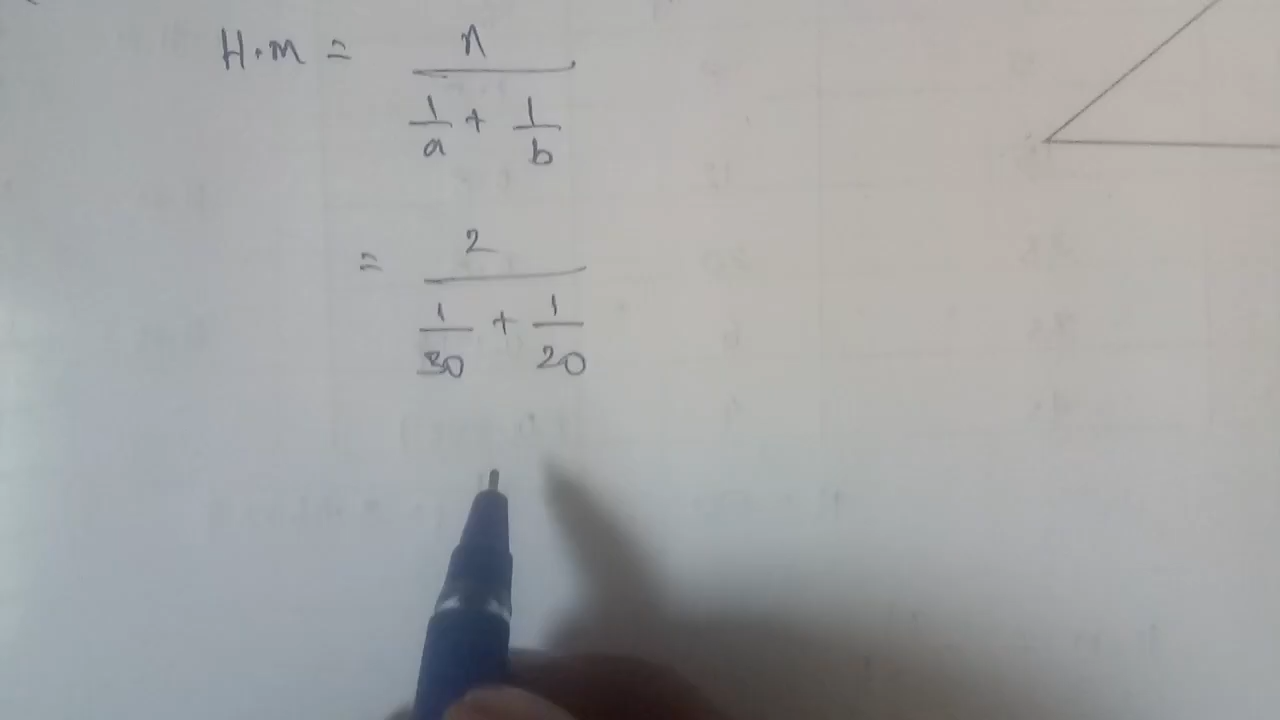 H.M = n
1/a + 1/b
= 2
1/30 + 1/20